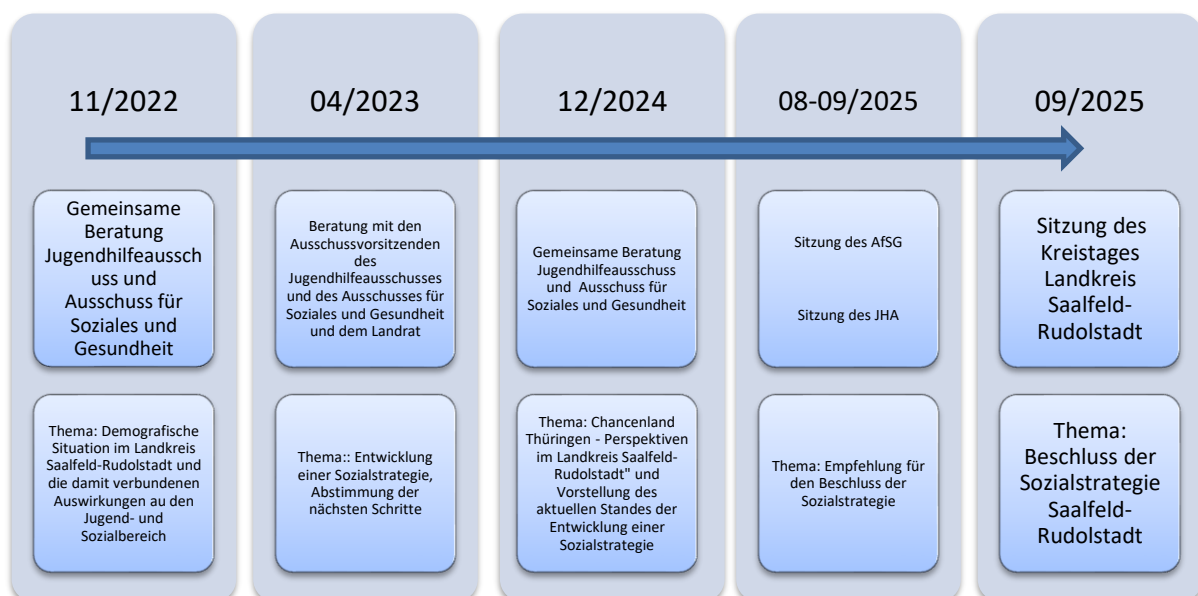 11/2022
Gemeinsame
Beratung
Jugendhilfeaussch
uss und
Ausschuss für
Soziales und
Gesundheit
Thema: Demografische
Situation im Landkreis
Saalfeld-Rudolstadt und
die damit verbundenen
Auswirkungen au den
Jugend- und
Sozialbereich
04/2023
Beratung mit den
Ausschussvorsitzenden
des
Jugendhilfeausschusses
und des Ausschusses für
Soziales und Gesundheit
und dem Landrat
Thema:: Entwicklung
einer Sozialstrategie,
Abstimmung der
nächsten Schritte
12/2024
Gemeinsame Beratung
Jugendhilfeausschuss
und Ausschuss für
Soziales und Gesundheit
Thema: Chancenland
Thüringen - Perspektiven
im Landkreis Saalfeld-
Rudolstadt" und
Vorstellung des
aktuellen Standes der
Entwicklung einer
Sozialstrategie
08-09/2025
Sitzung des AfSG
Sitzung des JHA
Thema: Empfehlung für
den Beschluss der
Sozialstrategie
09/2025
Sitzung des
Kreistages
Landkreis
Saalfeld-
Rudolstadt
Thema:
Beschluss der
Sozialstrategie
Saalfeld-
Rudolstadt